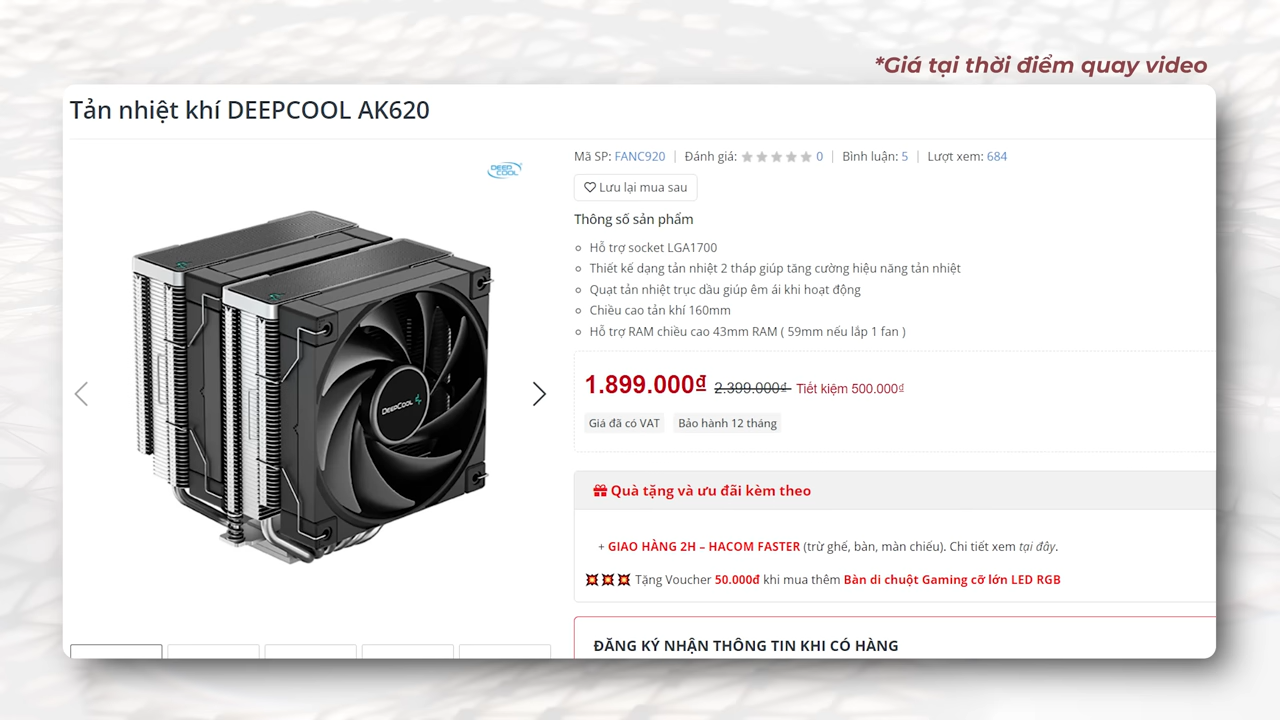 *Giá tại thời điểm quay video
Tản nhiệt khí DEEPCOOL AK620
DEEP COOL
Mã SP: FANC920 | Đánh giá: 0 | Bình luận: 5 | Lượt xem: 684
Lưu lại mua sau
Thông số sản phẩm
Hỗ trợ socket LGA1700
Thiết kế dạng tản nhiệt 2 tháp giúp tăng cường hiệu năng tản nhiệt
Quạt tản nhiệt trục dầu giúp êm ái khi hoạt động
Chiều cao tản khí 160mm
Hỗ trợ RAM chiều cao 43mm RAM ( 59mm nếu lắp 1 fan )
DEEPCOOL
1.899.000đ 2.399.000đ Tiết kiệm 500.000đ
Giá đã có VAT Bảo hành 12 tháng
Quà tặng và ưu đãi kèm theo
+ GIAO HÀNG 2H – HACOM FASTER (trừ ghế, bàn, màn chiếu). Chi tiết xem tại đây.
Tặng Voucher 50.000đ khi mua thêm Bàn di chuột Gaming cỡ lớn LED RGB
ĐĂNG KÝ NHẬN THÔNG TIN KHI CÓ HÀNG